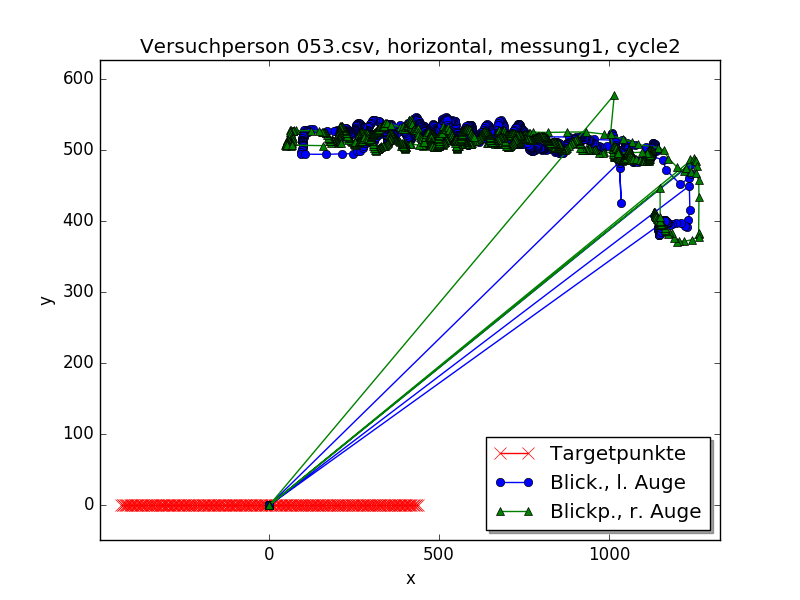 Versuchperson 053.csv, horizontal, messung1, cycle2
600
500
400
300
200
100
0
y
0 500 1000
x
Targetpunkte
Blick., l. Auge
Blickp., r. Auge